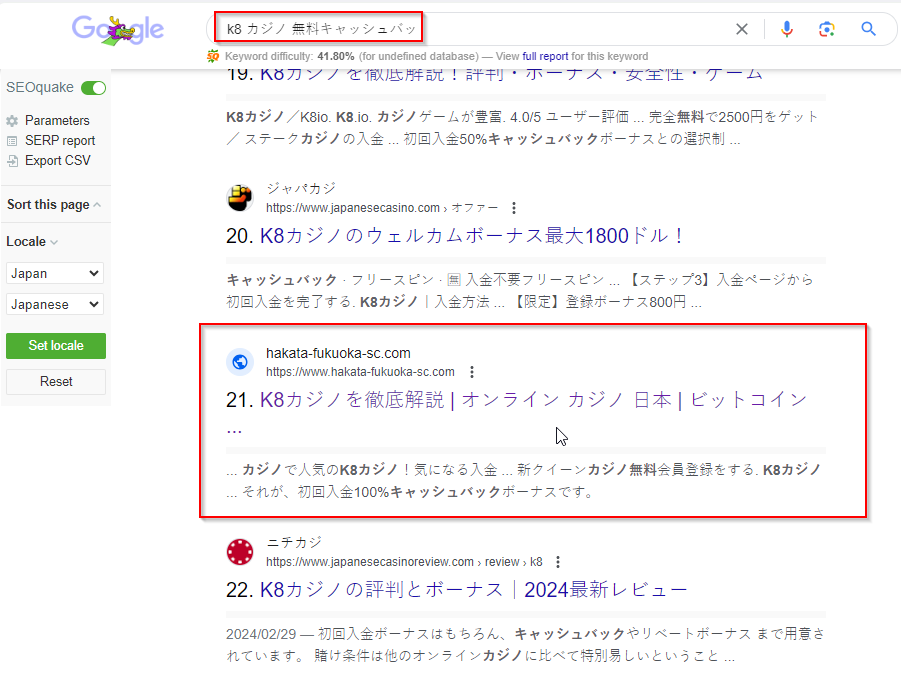 Google
k8 カジノ 無料キャッシュバッ
Keyword difficulty: 41.80% (for undefined database) — View full report for this keyword
SEOquake
Parameters
SERP report
Export CSV
Sort this page
Locale
Japan
Japanese
Set locale
Reset
19. K8カジノを徹底解説！評判・ボーナス・安全性・ゲーム
K8カジノ／K8io. K8.io. カジノゲームが豊富. 4.0/5 ユーザー評価 ... 完全無料で2500円をゲット
／ ステークカジノの入金 ... 初回入金50%キャッシュバックボーナスとの選択制 ...
ジャパカジ
https://www.japanesecasino.com › オファー
20. K8カジノのウェルカムボーナス最大1800ドル！
キャッシュバック · フリースピン · 🈚 入金不要フリースピン ... 【ステップ3】入金ページから
初回入金を完了する. K8カジノ｜入金方法 ... 【限定】登録ボーナス800円 ...
hakata-fukuoka-sc.com
https://www.hakata-fukuoka-sc.com
21. K8カジノを徹底解説 | オンライン カジノ 日本 | ビットコイン
...
... カジノで人気のK8カジノ！気になる入金 ... 新クイーンカジノ無料会員登録をする. K8カジノ
... それが、初回入金100%キャッシュバックボーナスです。
ニチカジ
https://www.japanesecasinoreview.com › review › k8
22. K8カジノの評判とボーナス｜2024最新レビュー
2024/02/29 — 初回入金ボーナスはもちろん、キャッシュバックやリベートボーナス まで用意さ
れています。 賭け条件は他のオンラインカジノに比べて特別易しいということ ...